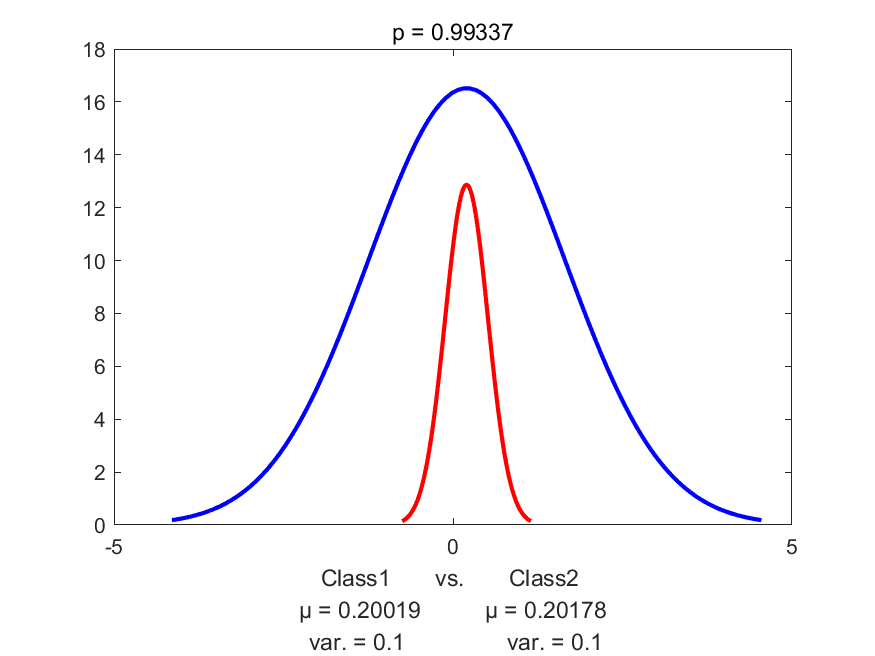 p = 0.99337
18
16
14
12
10
8
6
4
2
0
-5 0 5
Class1 vs. Class2
μ = 0.20019 μ = 0.20178
var. = 0.1 var. = 0.1